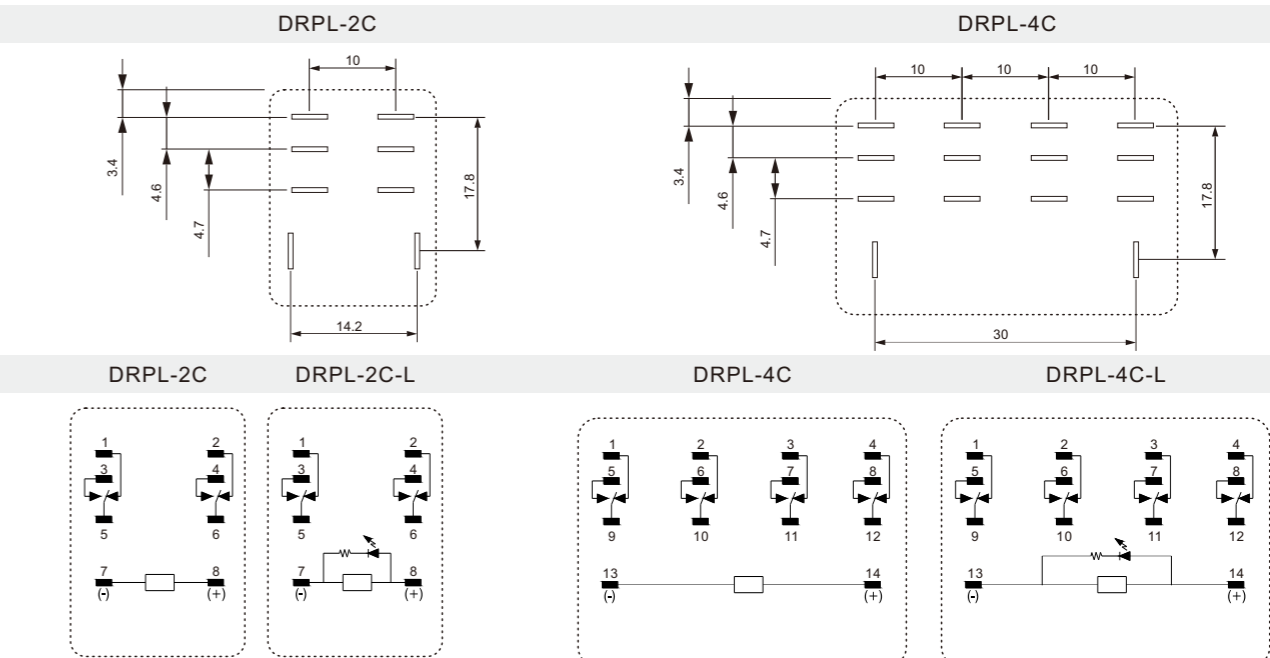 DRPL-2C DRPL-4C
10 10 10 10
3.4 4.6 4.7 17.8 3.4 4.6 4.7 17.8
14.2 30
DRPL-2C DRPL-2C-L DRPL-4C DRPL-4C-L
1 2 1 2 1 2 3 4 1 2 3 4
3 4 3 4 5 6 7 8 5 6 7 8
5 6 5 6 9 10 11 12 9 10 11 12
7 8 7 8 13 14 13 14
(-) (+) (-) (+) (-) (+) (-) (+)